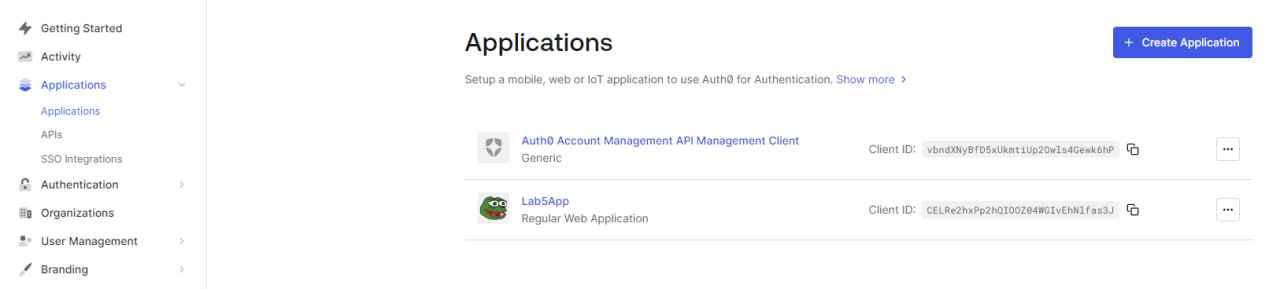 Getting Started
Activity
Applications
Applications
APIs
SSO Integrations
Authentication
Organizations
User Management
Branding
Applications
+ Create Application
Setup a mobile, web or IoT application to use Auth0 for Authentication. Show more >
Auth0 Account Management API Management Client
Generic
Client ID: vbndXNyBfD5xUkmtiUp2Owls4Gewk6hP
Lab5App
Regular Web Application
Client ID: CELRe2hxPp2hQIOOZ04WGIvEhNlfas3J